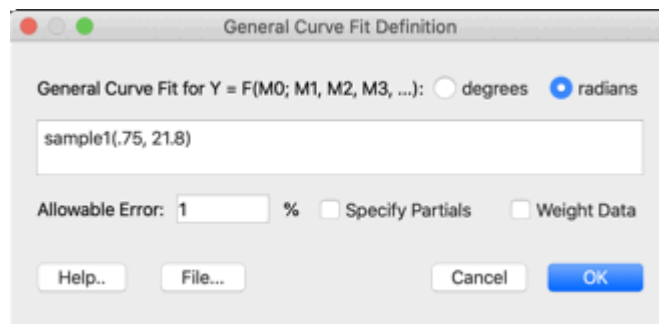 General Curve Fit Definition
General Curve Fit for Y = F(M0; M1, M2, M3, ...): degrees radians
sample1(.75, 21.8)
Allowable Error: 1 % Specify Partials Weight Data
Help.. File... Cancel OK